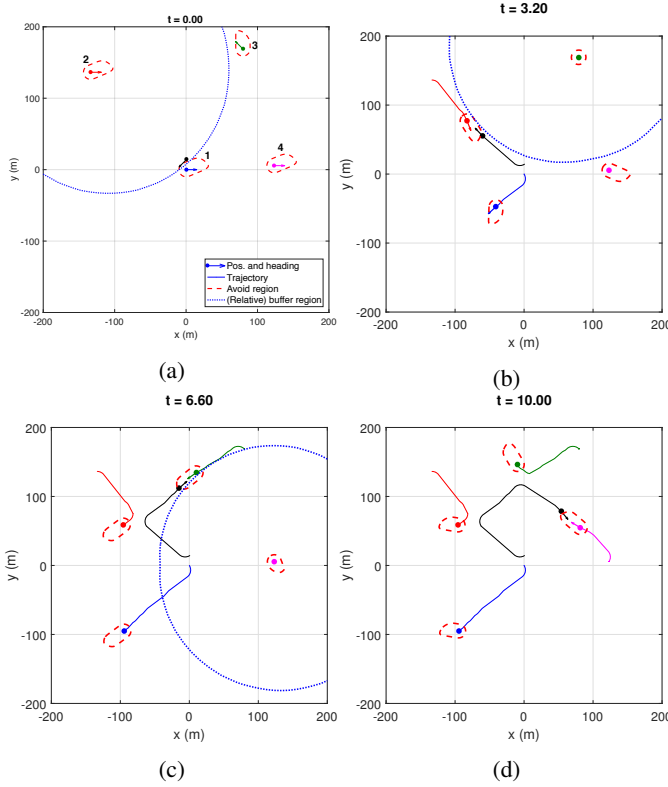 t = 0.00
200
100
0
-100
-200
y (m)
2
3
1
4
Pos. and heading
Trajectory
Avoid region
(Relative) buffer region
-200
-100
0
100
200
x (m)
(a)
t = 3.20
200
100
0
-100
-200
y (m)
-200
-100
0
100
200
x (m)
(b)
t = 6.60
200
100
0
-100
-200
y (m)
-200
-100
0
100
200
x (m)
(c)
t = 10.00
200
100
0
-100
-200
y (m)
-200
-100
0
100
200
x (m)
(d)